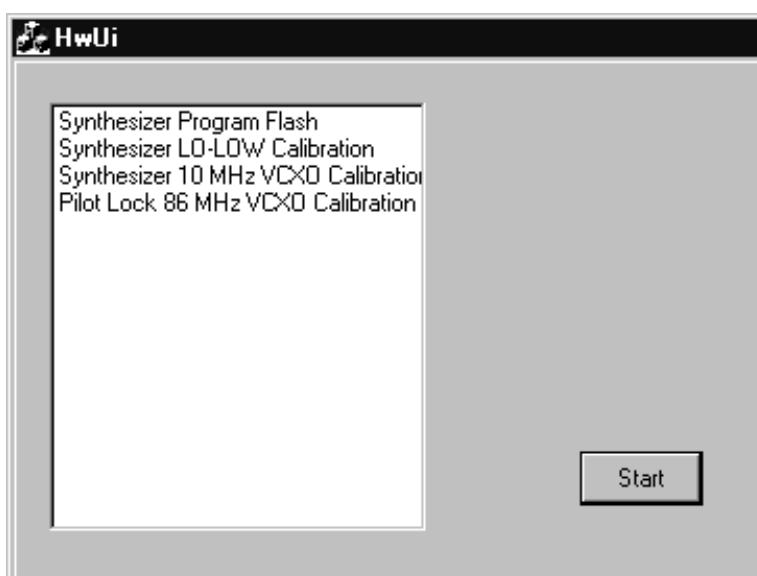 HwUi
Synthesizer Program Flash
Synthesizer LO-LOW Calibration
Synthesizer 10 MHz VCXO Calibration
Pilot Lock 86 MHz VCXO Calibration
Start